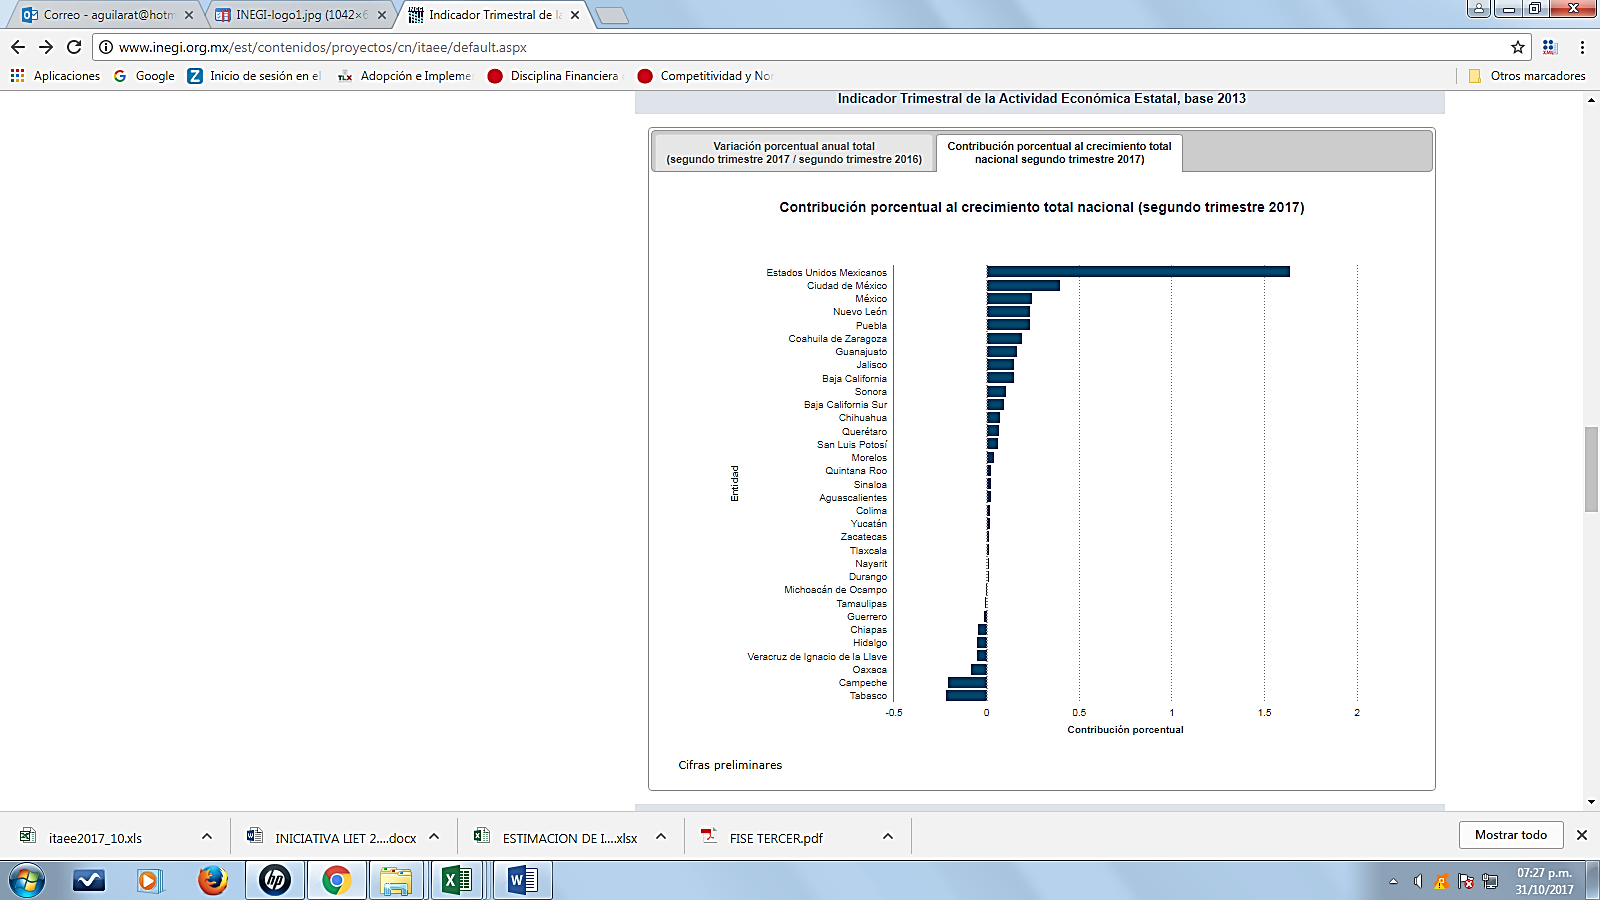 Correo - aguilarat@hotm
INEGI-logo1.jpg (1042×6
Indicador Trimestral de la
www.inegi.org.mx/est/contenidos/proyectos/cn/itaee/default.aspx
Aplicaciones
Google
Inicio de sesión en el
Adopción e Impleme
Disciplina Financiera
Competitividad y Nor
Otros marcadores
Indicador Trimestral de la Actividad Económica Estatal, base 2013
Variación porcentual anual total
(segundo trimestre 2017 / segundo trimestre 2016)
Contribución porcentual al crecimiento total
nacional segundo trimestre 2017)
Contribución porcentual al crecimiento total nacional (segundo trimestre 2017)
Estados Unidos Mexicanos
Ciudad de México
México
Nuevo León
Puebla
Coahuila de Zaragoza
Guanajuato
Jalisco
Baja California
Sonora
Baja California Sur
Chihuahua
Querétaro
San Luis Potosí
Morelos
Quintana Roo
Sinaloa
Aguascalientes
Colima
Yucatán
Zacatecas
Tlaxcala
Nayarit
Durango
Michoacán de Ocampo
Tamaulipas
Guerrero
Chiapas
Hidalgo
Veracruz de Ignacio de la Llave
Oaxaca
Campeche
Tabasco
Entidad
-0.5 0 0.5 1 1.5 2
Contribución porcentual
Cifras preliminares
itaee2017_10.xls
INICIATIVA LIET 2....docx
ESTIMACION DE I....xlsx
FISE TERCER.pdf
Mostrar todo
07:27 p.m.
31/10/2017